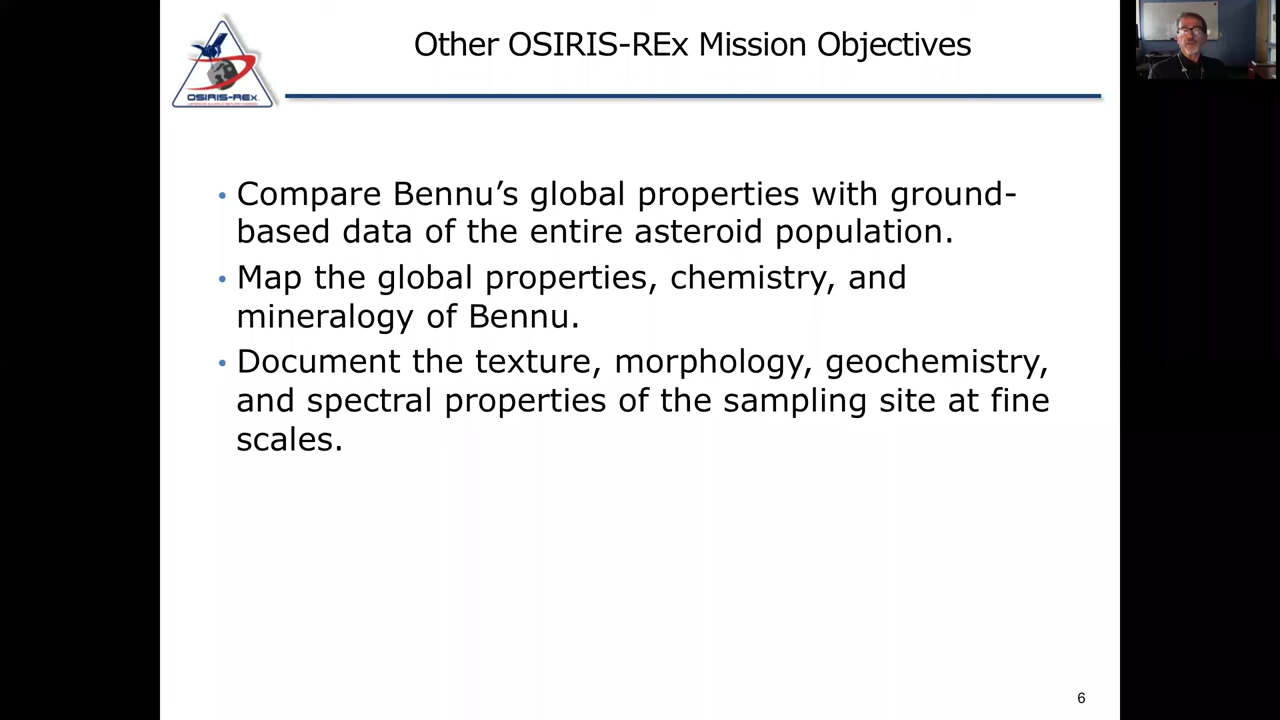 OSIRIS-REx
Other OSIRIS-REx Mission Objectives
• Compare Bennu’s global properties with ground-
based data of the entire asteroid population.
• Map the global properties, chemistry, and
mineralogy of Bennu.
• Document the texture, morphology, geochemistry,
and spectral properties of the sampling site at fine
scales.
6